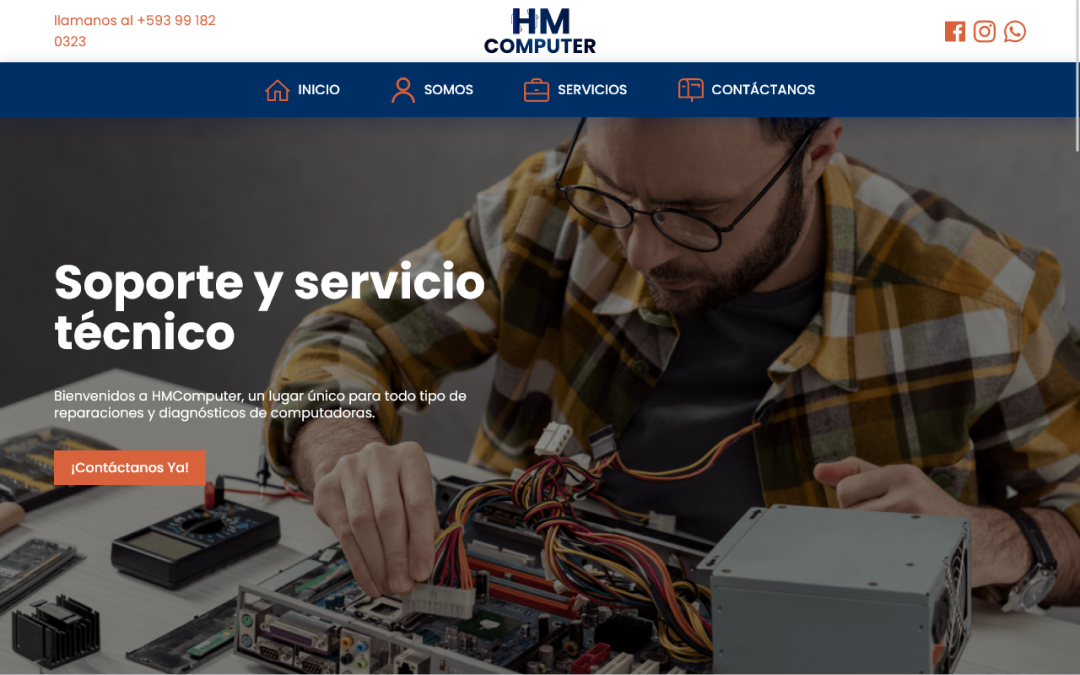 llamanos al +593 99 182
0323
HM
COMPUTER
INICIO
SOMOS
SERVICIOS
CONTÁCTANOS
Soporte y servicio
técnico
Bienvenidos a HMComputer, un lugar único para todo tipo de
reparaciones y diagnósticos de computadoras.
¡Contáctanos Ya!